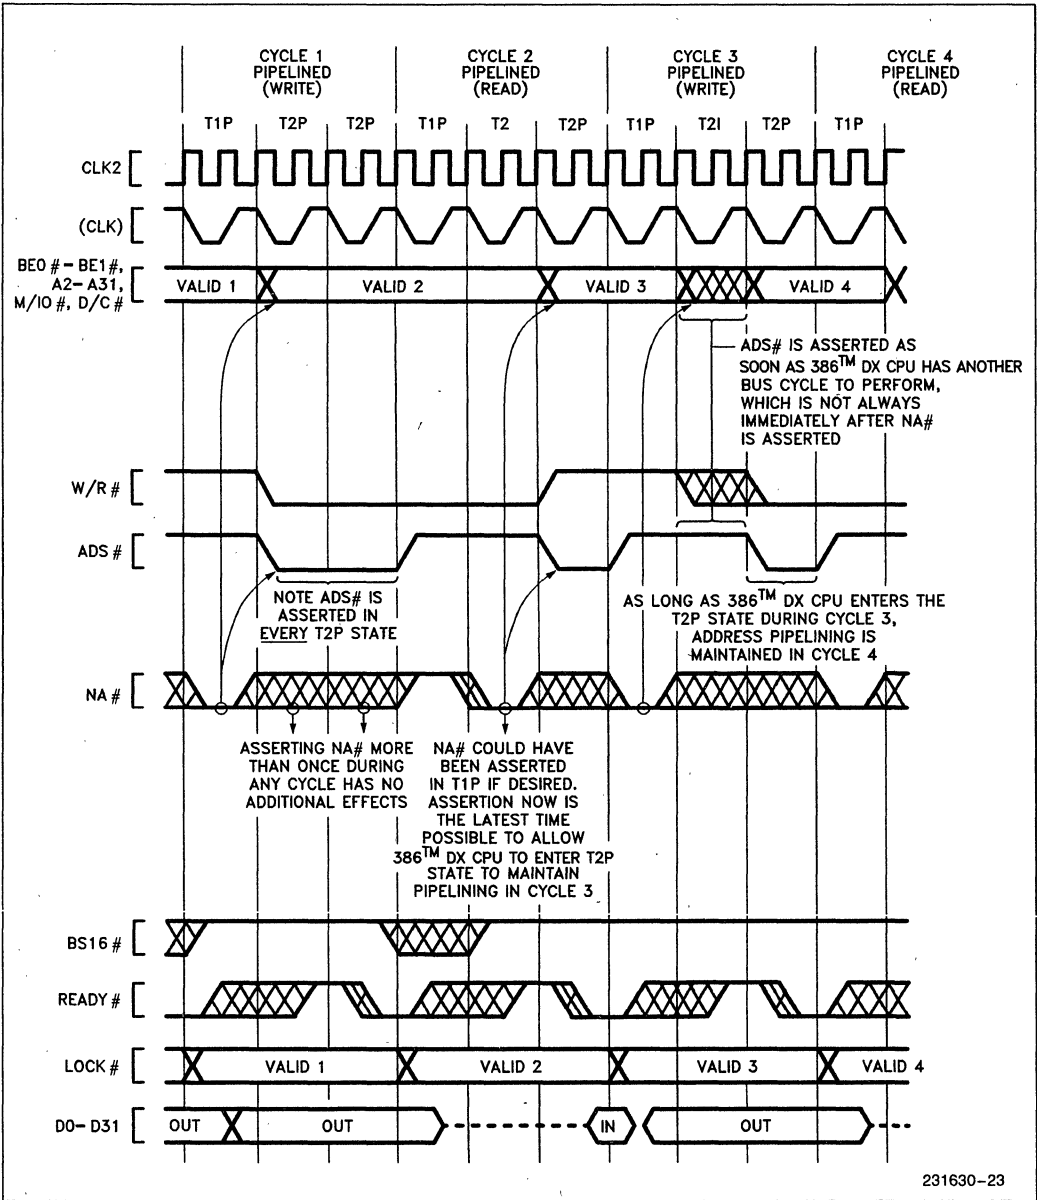 CYCLE 1
PIPELINED
(WRITE)
CYCLE 2
PIPELINED
(READ)
CYCLE 3
PIPELINED
(WRITE)
CYCLE 4
PIPELINED
(READ)
T1P T2P T2P T1P T2 T2P T1P T2I T2P T1P
CLK2
(CLK)
BE0 # - BE1 #,
A2 - A31,
M/IO #, D/C #
VALID 1 VALID 2 VALID 3 VALID 4
ADS# IS ASSERTED AS
SOON AS 386™ DX CPU HAS ANOTHER
BUS CYCLE TO PERFORM,
WHICH IS NOT ALWAYS
IMMEDIATELY AFTER NA#
IS ASSERTED
W/R #
ADS #
NOTE ADS# IS
ASSERTED IN
EVERY T2P STATE
AS LONG AS 386™ DX CPU ENTERS THE
T2P STATE DURING CYCLE 3,
ADDRESS PIPELINING IS
MAINTAINED IN CYCLE 4
NA #
ASSERTING NA# MORE
THAN ONCE DURING
ANY CYCLE HAS NO
ADDITIONAL EFFECTS
NA# COULD HAVE
BEEN ASSERTED
IN T1P IF DESIRED.
ASSERTION NOW IS
THE LATEST TIME
POSSIBLE TO ALLOW
386™ DX CPU TO ENTER T2P
STATE TO MAINTAIN
PIPELINING IN CYCLE 3
BS16 #
READY #
LOCK #
VALID 1 VALID 2 VALID 3 VALID 4
D0 - D31
OUT OUT IN OUT
231630-23